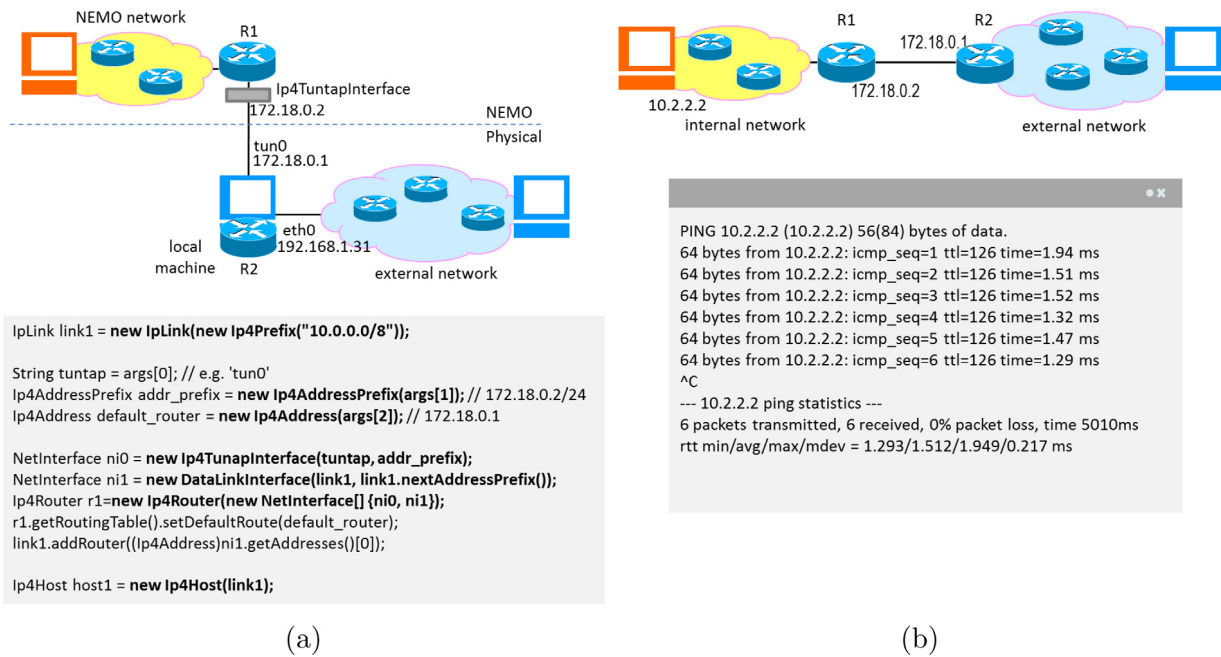 NEMO network
R1
Ip4TuntapInterface
172.18.0.2
NEMO
Physical
tun0
172.18.0.1
eth0
192.168.1.31
local
machine
R2
external network
IpLink link1 = new IpLink(new Ip4Prefix("10.0.0.0/8"));
String tuntap = args[0]; // e.g. 'tun0'
Ip4AddressPrefix addr_prefix = new Ip4AddressPrefix(args[1]); // 172.18.0.2/24
Ip4Address default_router = new Ip4Address(args[2]); // 172.18.0.1
NetInterface ni0 = new Ip4TunapInterface(tuntap, addr_prefix);
NetInterface ni1 = new DataLinkInterface(link1, link1.nextAddressPrefix());
Ip4Router r1=new Ip4Router(new NetInterface[] {ni0, ni1});
r1.getRoutingTable().setDefaultRoute(default_router);
link1.addRouter((Ip4Address)ni1.getAddresses()[0]);
Ip4Host host1 = new Ip4Host(link1);
(a)
R1
R2
172.18.0.1
172.18.0.2
10.2.2.2
internal network
external network
PING 10.2.2.2 (10.2.2.2) 56(84) bytes of data.
64 bytes from 10.2.2.2: icmp_seq=1 ttl=126 time=1.94 ms
64 bytes from 10.2.2.2: icmp_seq=2 ttl=126 time=1.51 ms
64 bytes from 10.2.2.2: icmp_seq=3 ttl=126 time=1.52 ms
64 bytes from 10.2.2.2: icmp_seq=4 ttl=126 time=1.32 ms
64 bytes from 10.2.2.2: icmp_seq=5 ttl=126 time=1.47 ms
64 bytes from 10.2.2.2: icmp_seq=6 ttl=126 time=1.29 ms
^C
--- 10.2.2.2 ping statistics ---
6 packets transmitted, 6 received, 0% packet loss, time 5010ms
rtt min/avg/max/mdev = 1.293/1.512/1.949/0.217 ms
(b)